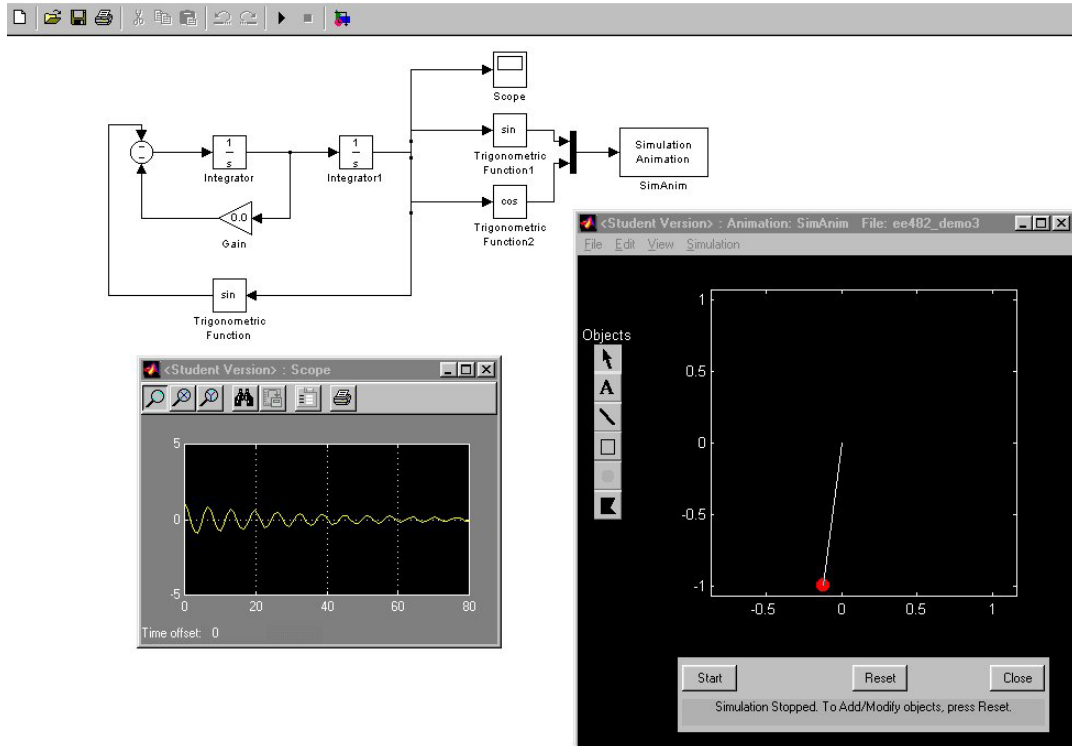 Scope
1
s
Integrator
1
s
Integrator1
sin
Trigonometric
Function1
Simulation
Animation
SimAnim
0.0
Gain
cos
Trigonometric
Function2
sin
Trigonometric
Function
<Student Version> : Scope
5
0
-5
0
20
40
60
80
Time offset: 0
<Student Version> : Animation: SimAnim File: ee482_demo3
File Edit View Simulation
Objects
A
1
0.5
0
-0.5
-1
-0.5
0
0.5
1
Start
Reset
Close
Simulation Stopped. To Add/Modify objects, press Reset.